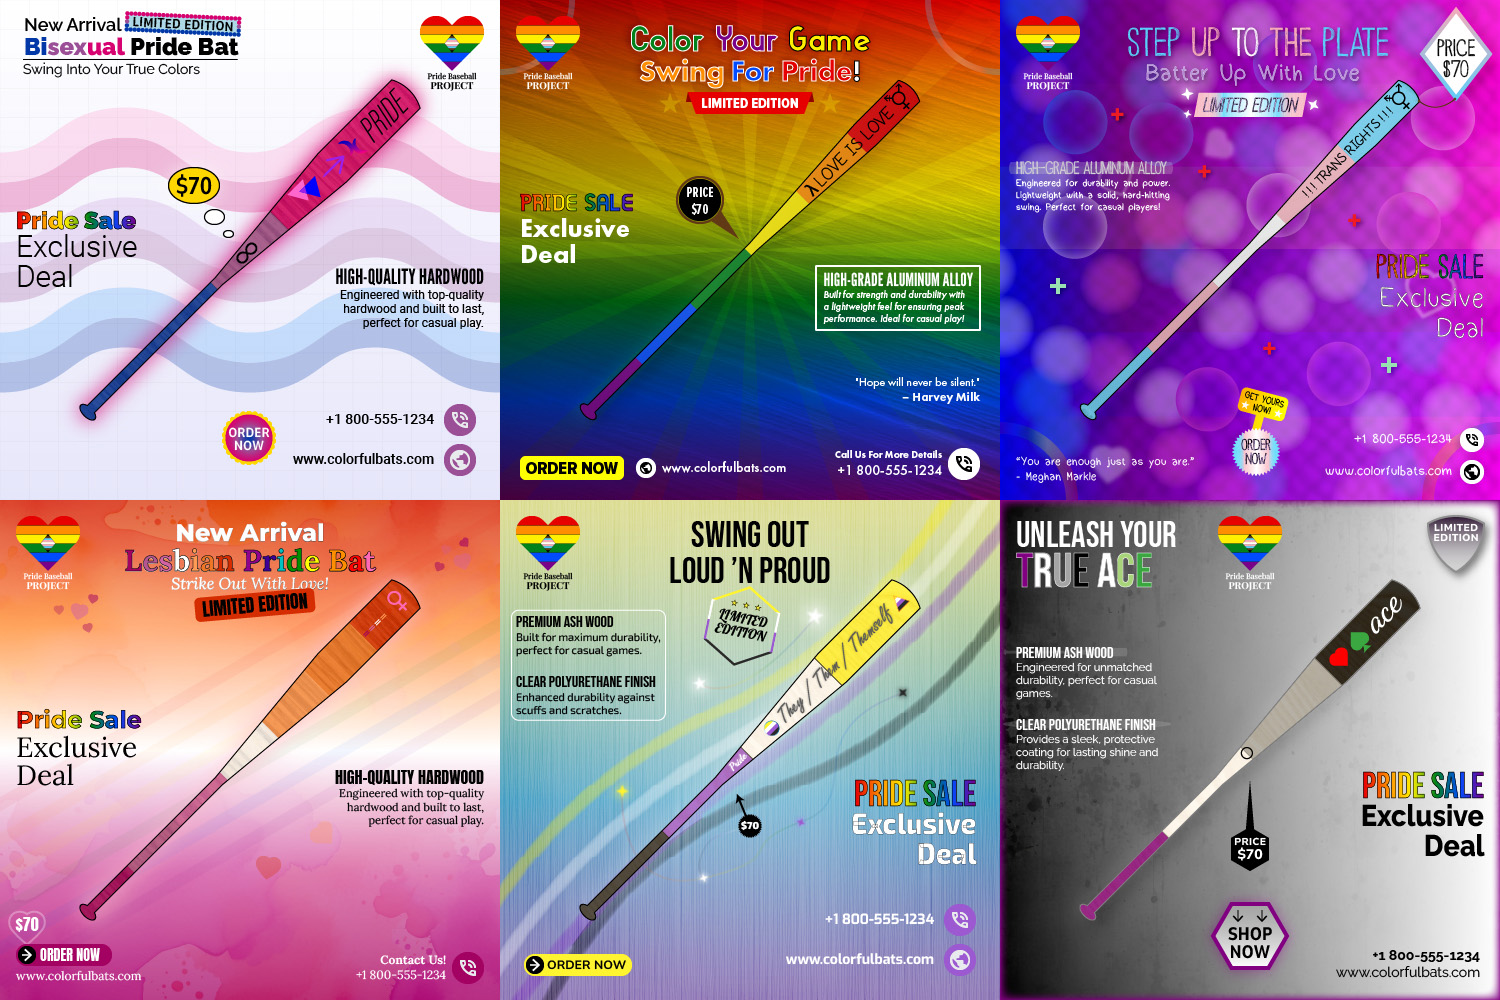 New Arrival LIMITED EDITION
Bisexual Pride Bat
Swing Into Your True Colors
Pride Baseball
PROJECT
PRIDE
$70
Pride Sale
Exclusive
Deal
HIGH-QUALITY HARDWOOD
Engineered with top-quality
hardwood and built to last,
perfect for casual play.
ORDER
NOW
+1 800-555-1234
www.colorfulbats.com
Pride Baseball
PROJECT
Color Your Game
Swing For Pride!
LIMITED EDITION
λ LOVE IS LOVE
PRICE
$70
PRIDE SALE
Exclusive
Deal
HIGH-GRADE ALUMINUM ALLOY
Built for strength and durability with
a lightweight feel for ensuring peak
performance. Ideal for casual play!
"Hope will never be silent."
– Harvey Milk
ORDER NOW
www.colorfulbats.com
Call Us For More Details
+1 800-555-1234
Pride Baseball
PROJECT
STEP UP TO THE PLATE
Batter Up With Love
LIMITED EDITION
PRICE
$70
!!! TRANS RIGHTS !!!
HIGH-GRADE ALUMINUM ALLOY
Engineered for durability and power.
Lightweight with a solid, hard-hitting
swing. Perfect for casual players!
PRIDE SALE
Exclusive
Deal
GET YOURS
NOW!
ORDER
NOW
"You are enough just as you are."
- Meghan Markle
+1 800-555-1234
www.colorfulbats.com
Pride Baseball
PROJECT
New Arrival
Lesbian Pride Bat
Strike Out With Love!
LIMITED EDITION
Pride Sale
Exclusive
Deal
HIGH-QUALITY HARDWOOD
Engineered with top-quality
hardwood and built to last,
perfect for casual play.
$70
ORDER NOW
www.colorfulbats.com
Contact Us!
+1 800-555-1234
Pride Baseball
PROJECT
SWING OUT
LOUD 'N PROUD
LIMITED
EDITION
PREMIUM ASH WOOD
Built for maximum durability,
perfect for casual games.
CLEAR POLYURETHANE FINISH
Enhanced durability against
scuffs and scratches.
They / Them / Themself
Pride
$70
PRIDE SALE
Exclusive
Deal
+1 800-555-1234
www.colorfulbats.com
ORDER NOW
UNLEASH YOUR
TRUE ACE
Pride Baseball
PROJECT
LIMITED
EDITION
ace
PREMIUM ASH WOOD
Engineered for unmatched
durability, perfect for casual
games.
CLEAR POLYURETHANE FINISH
Provides a sleek, protective
coating for lasting shine and
durability.
PRICE
$70
PRIDE SALE
Exclusive
Deal
SHOP
NOW
+1 800-555-1234
www.colorfulbats.com